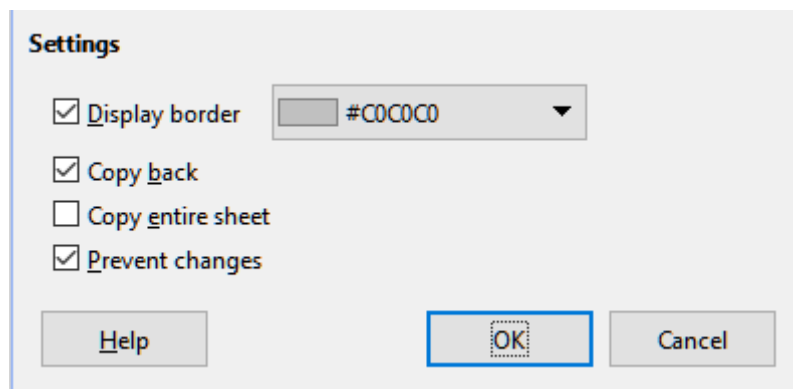 Settings
Display border #C0C0C0
Copy back
Copy entire sheet
Prevent changes
Help OK Cancel